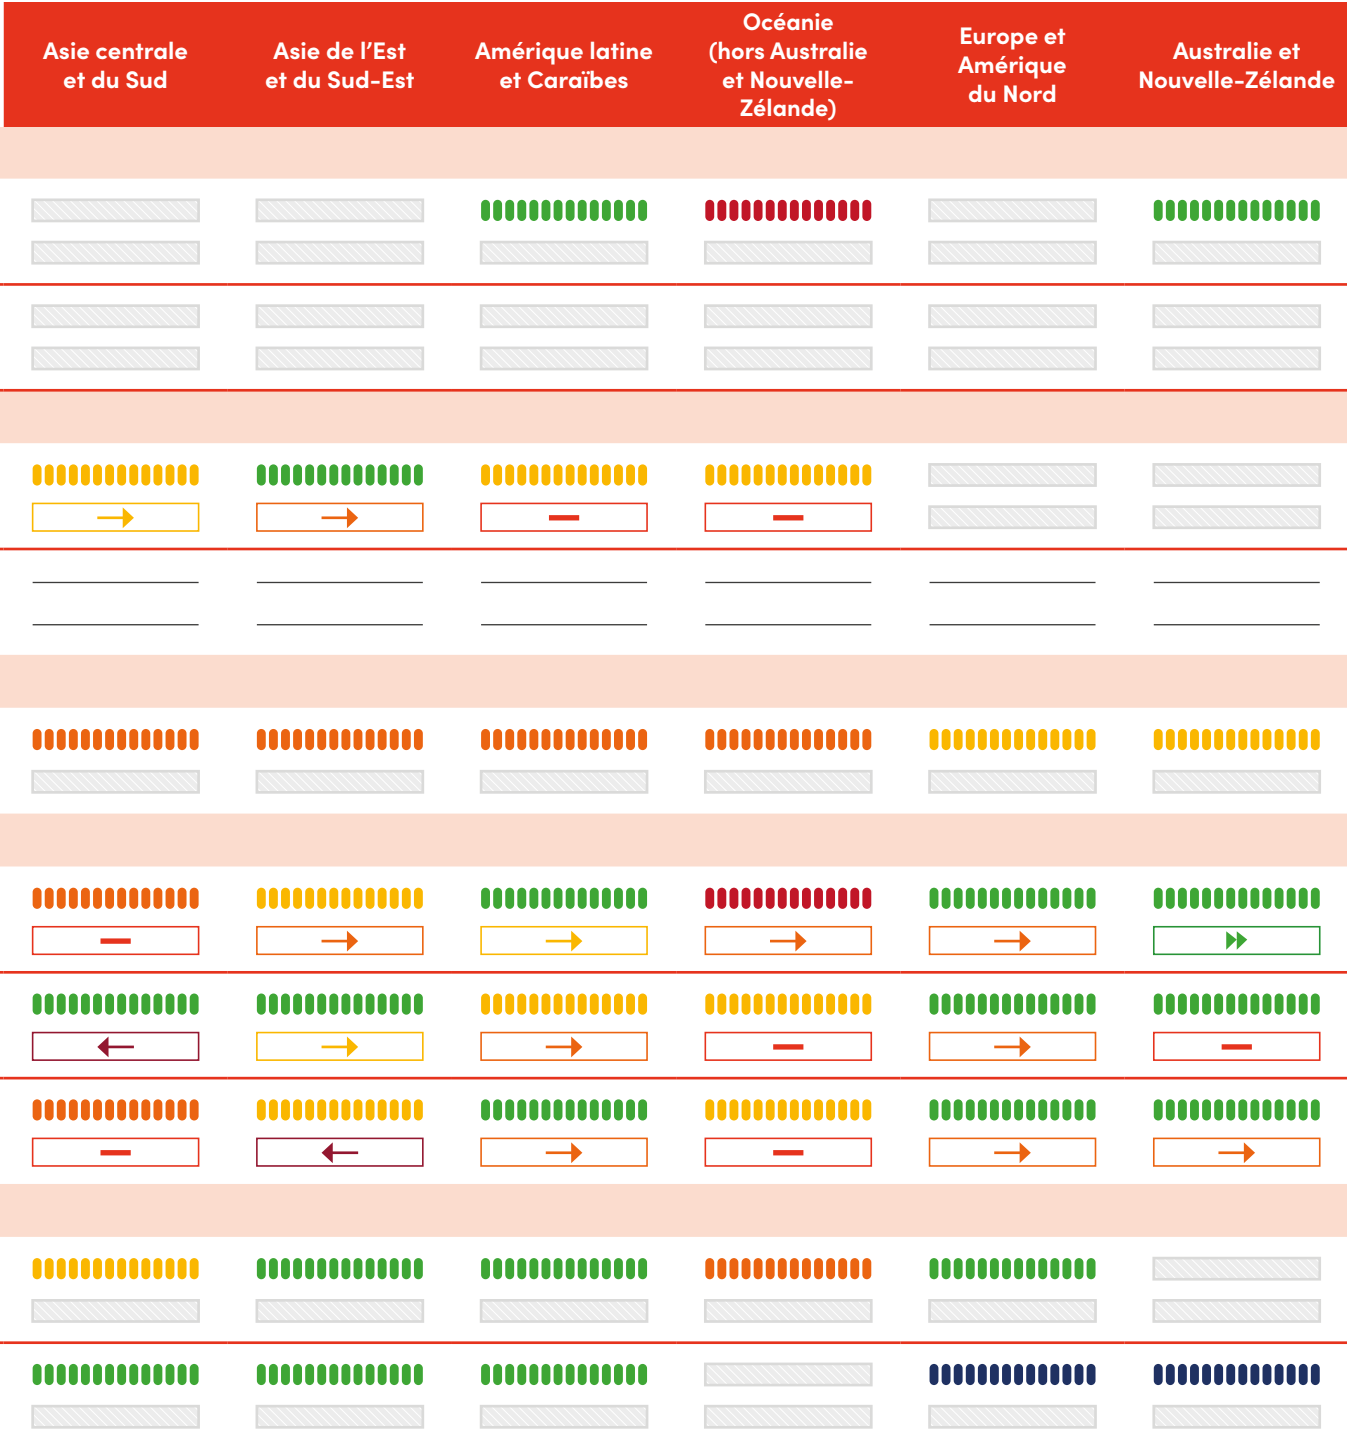 Asie centrale
et du Sud
Asie de l'Est
et du Sud-Est
Amérique latine
et Caraïbes
Océanie
(hors Australie
et Nouvelle-
Zélande)
Europe et
Amérique
du Nord
Australie et
Nouvelle-Zélande